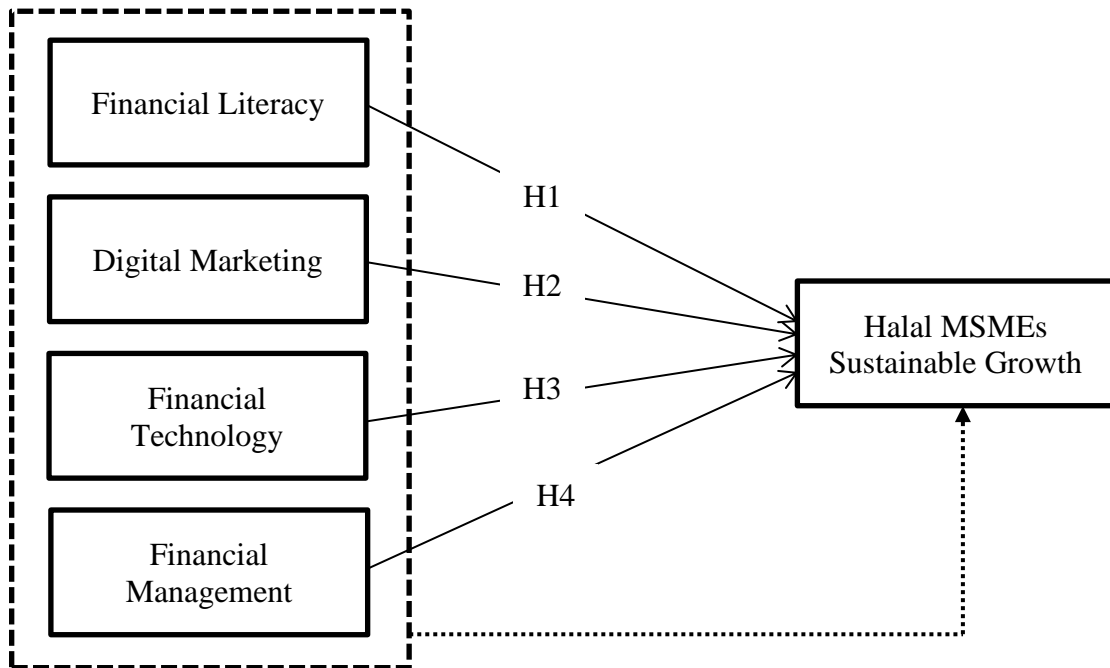 Financial Literacy
H1
Digital Marketing
H2
Halal MSMEs
Sustainable Growth
Financial
Technology
H3
H4
Financial
Management